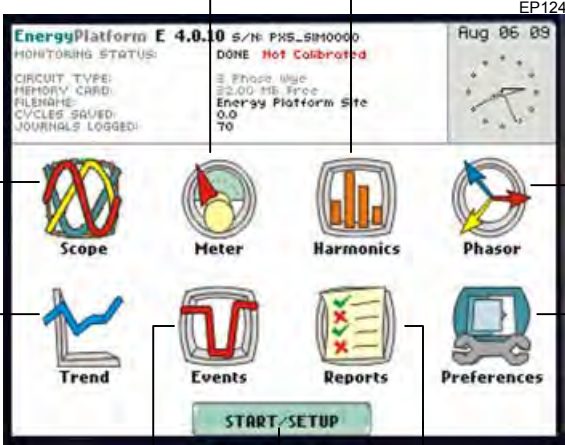 EP124
EnergyPlatform E 4.0.10 S/N: PXS_SIM0000
Aug 06 09
MONITORING STATUS: DONE Not Calibrated
CIRCUIT TYPE: 3 Phase Wye
MEMORY CARD: 32.00 MB Free
FILENAME: Energy Platform Site
CYCLES SAVED: 0.0
JOURNALS LOGGED: 70
Scope
Meter
Harmonics
Phasor
Trend
Events
Reports
Preferences
START/SETUP